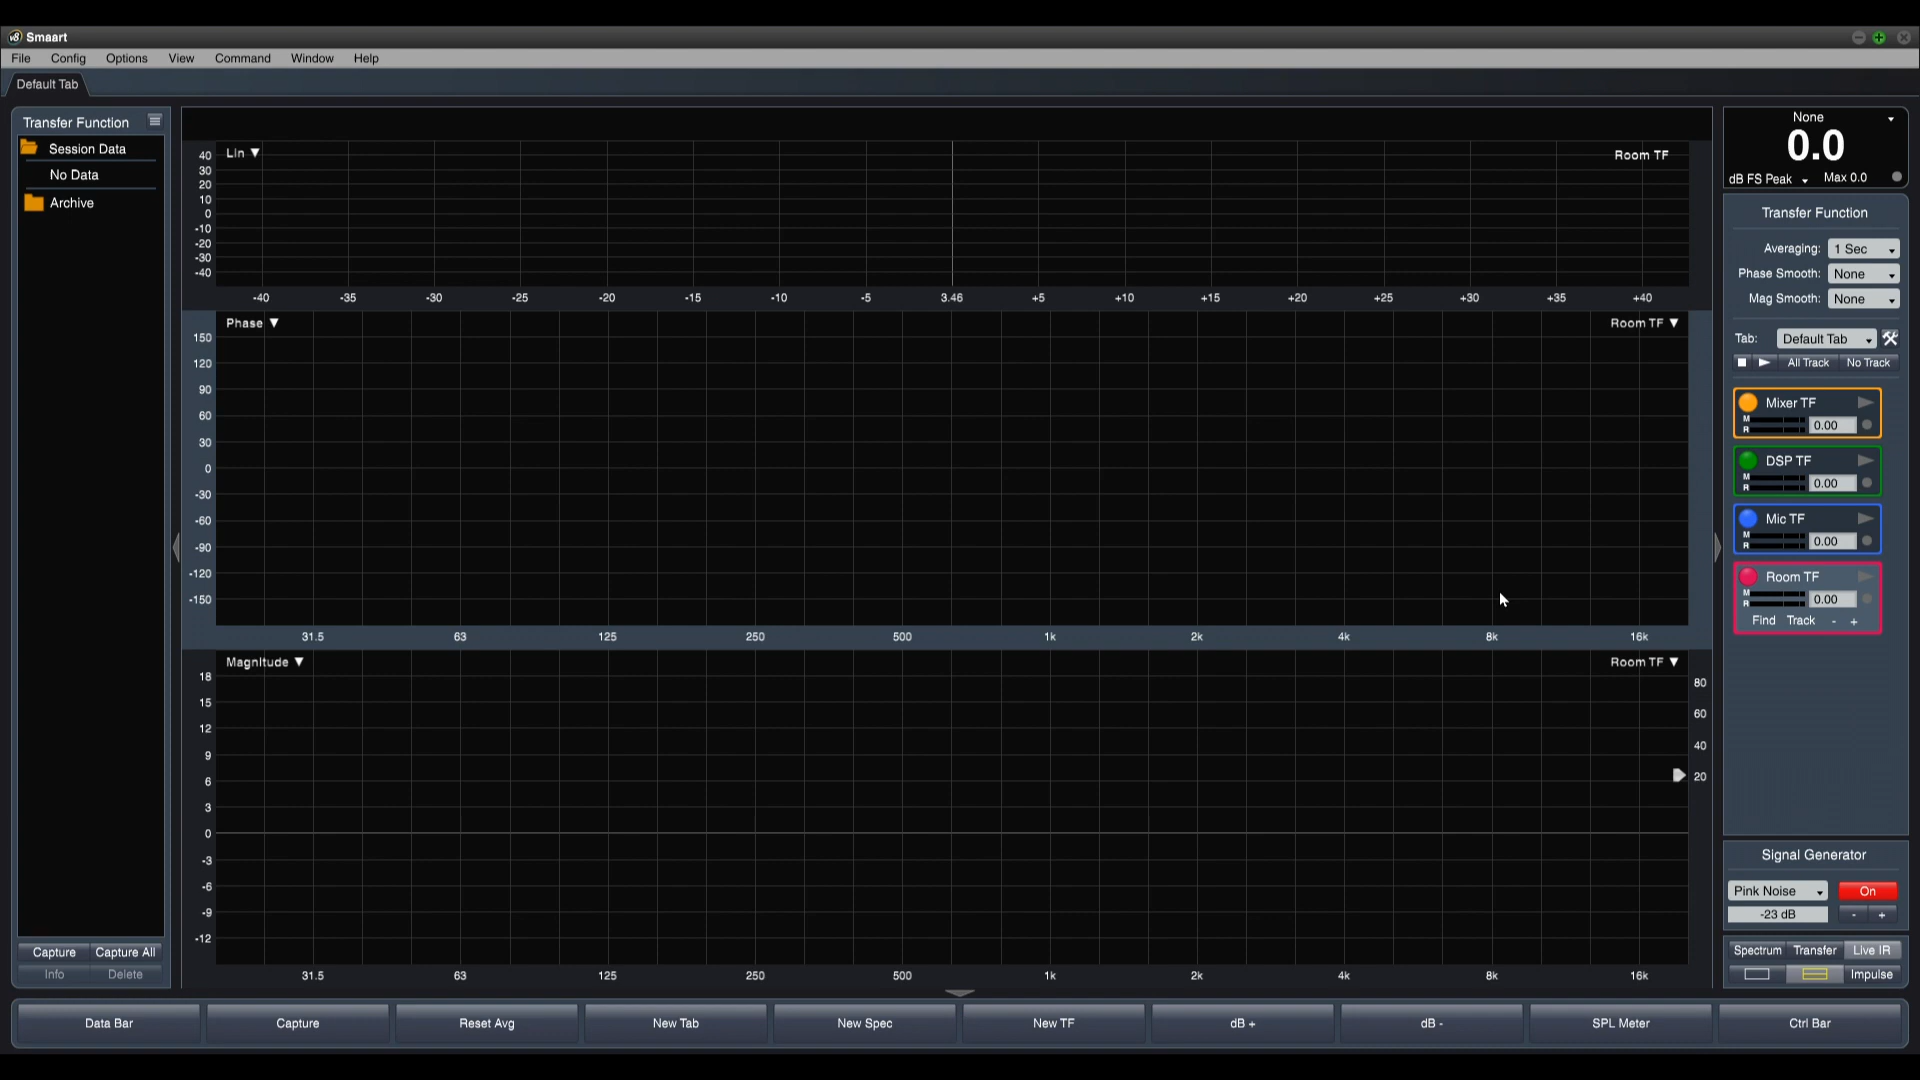 v8 Smaart
File Config Options View Command Window Help
Default Tab
Transfer Function
Session Data
No Data
Archive
Capture Capture All
Info Delete
Lin ▼ Room TF
40
30
20
10
0
-10
-20
-30
-40
-40 -35 -30 -25 -20 -15 -10 -5 3.46 +5 +10 +15 +20 +25 +30 +35 +40
Phase ▼ Room TF ▼
150
120
90
60
30
0
-30
-60
-90
-120
-150
31.5 63 125 250 500 1k 2k 4k 8k 16k
Magnitude ▼ Room TF ▼
18
15
12
9
6
3
0
-3
-6
-9
-12
80
60
40
20
31.5 63 125 250 500 1k 2k 4k 8k 16k
None
0.0
dB FS Peak Max 0.0
Transfer Function
Averaging: 1 Sec
Phase Smooth: None
Mag Smooth: None
Tab: Default Tab
All Track No Track
Mixer TF
M
R 0.00
DSP TF
M
R 0.00
Mic TF
M
R 0.00
Room TF
M
R 0.00
Find Track - +
Signal Generator
Pink Noise On
-23 dB - +
Spectrum Transfer Live IR
Impulse
Data Bar Capture Reset Avg New Tab New Spec New TF dB + dB - SPL Meter Ctrl Bar